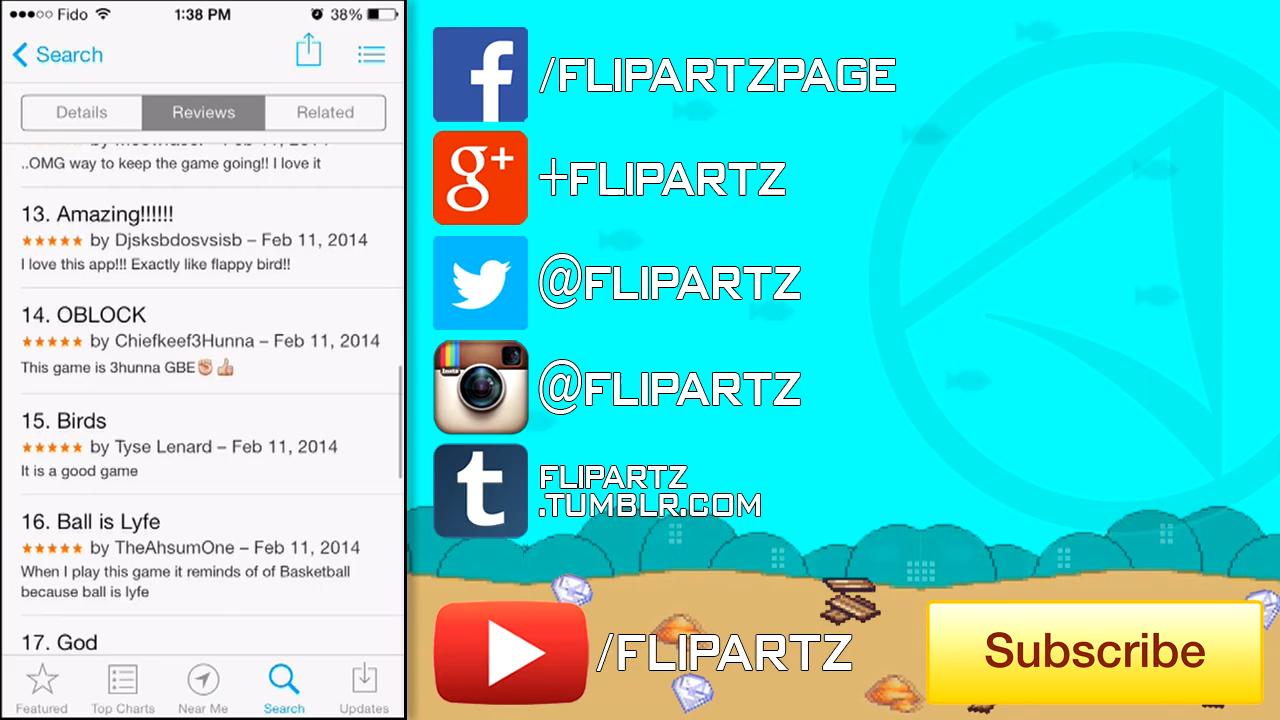 Fido 1:38 PM 38%
Search
Details Reviews Related
..OMG way to keep the game going!! I love it
13. Amazing!!!!!!
★★★★★ by Djsksbdosvsisb – Feb 11, 2014
I love this app!!! Exactly like flappy bird!!
14. OBLOCK
★★★★★ by Chiefkeef3Hunna – Feb 11, 2014
This game is 3hunna GBE✊👍
15. Birds
★★★★★ by Tyse Lenard – Feb 11, 2014
It is a good game
16. Ball is Lyfe
★★★★★ by TheAhsumOne – Feb 11, 2014
When I play this game it reminds of of Basketball
because ball is lyfe
17. God
Featured Top Charts Near Me Search Updates
f /FLIPARTZPAGE
g+ +FLIPARTZ
@FLIPARTZ
Insta @FLIPARTZ
t FLIPARTZ
.TUMBLR.COM
/FLIPARTZ
Subscribe